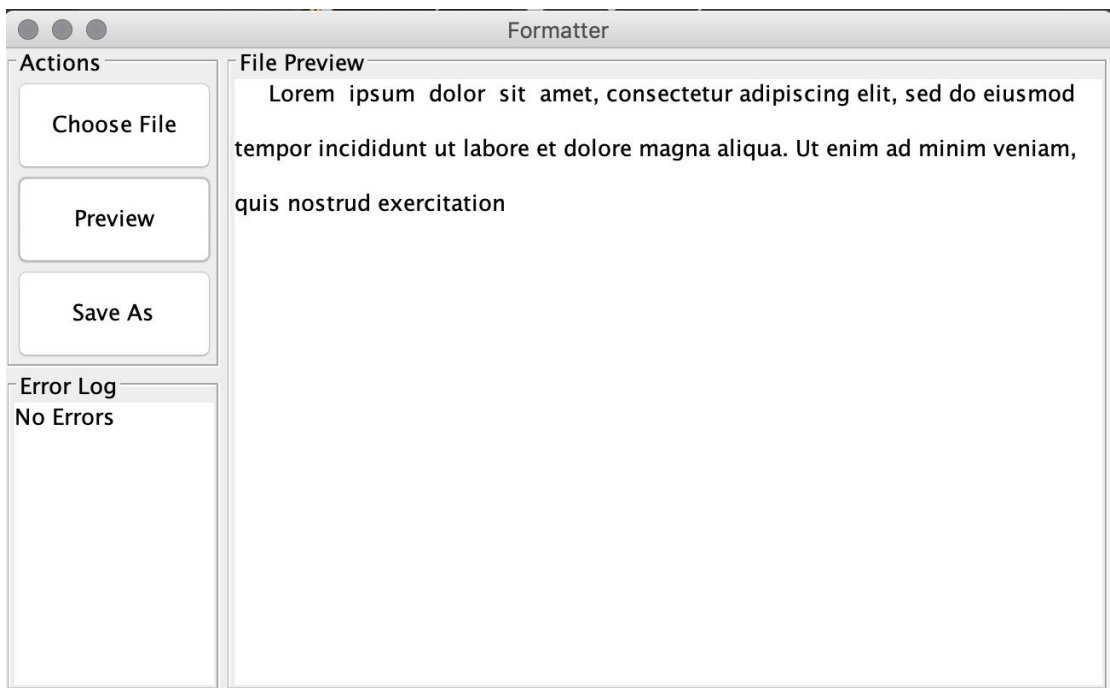 Formatter
Actions
Choose File
Preview
Save As
Error Log
No Errors
File Preview
Lorem  ipsum  dolor  sit  amet, consectetur adipiscing elit, sed do eiusmod
tempor incididunt ut labore et dolore magna aliqua. Ut enim ad minim veniam,
quis nostrud exercitation